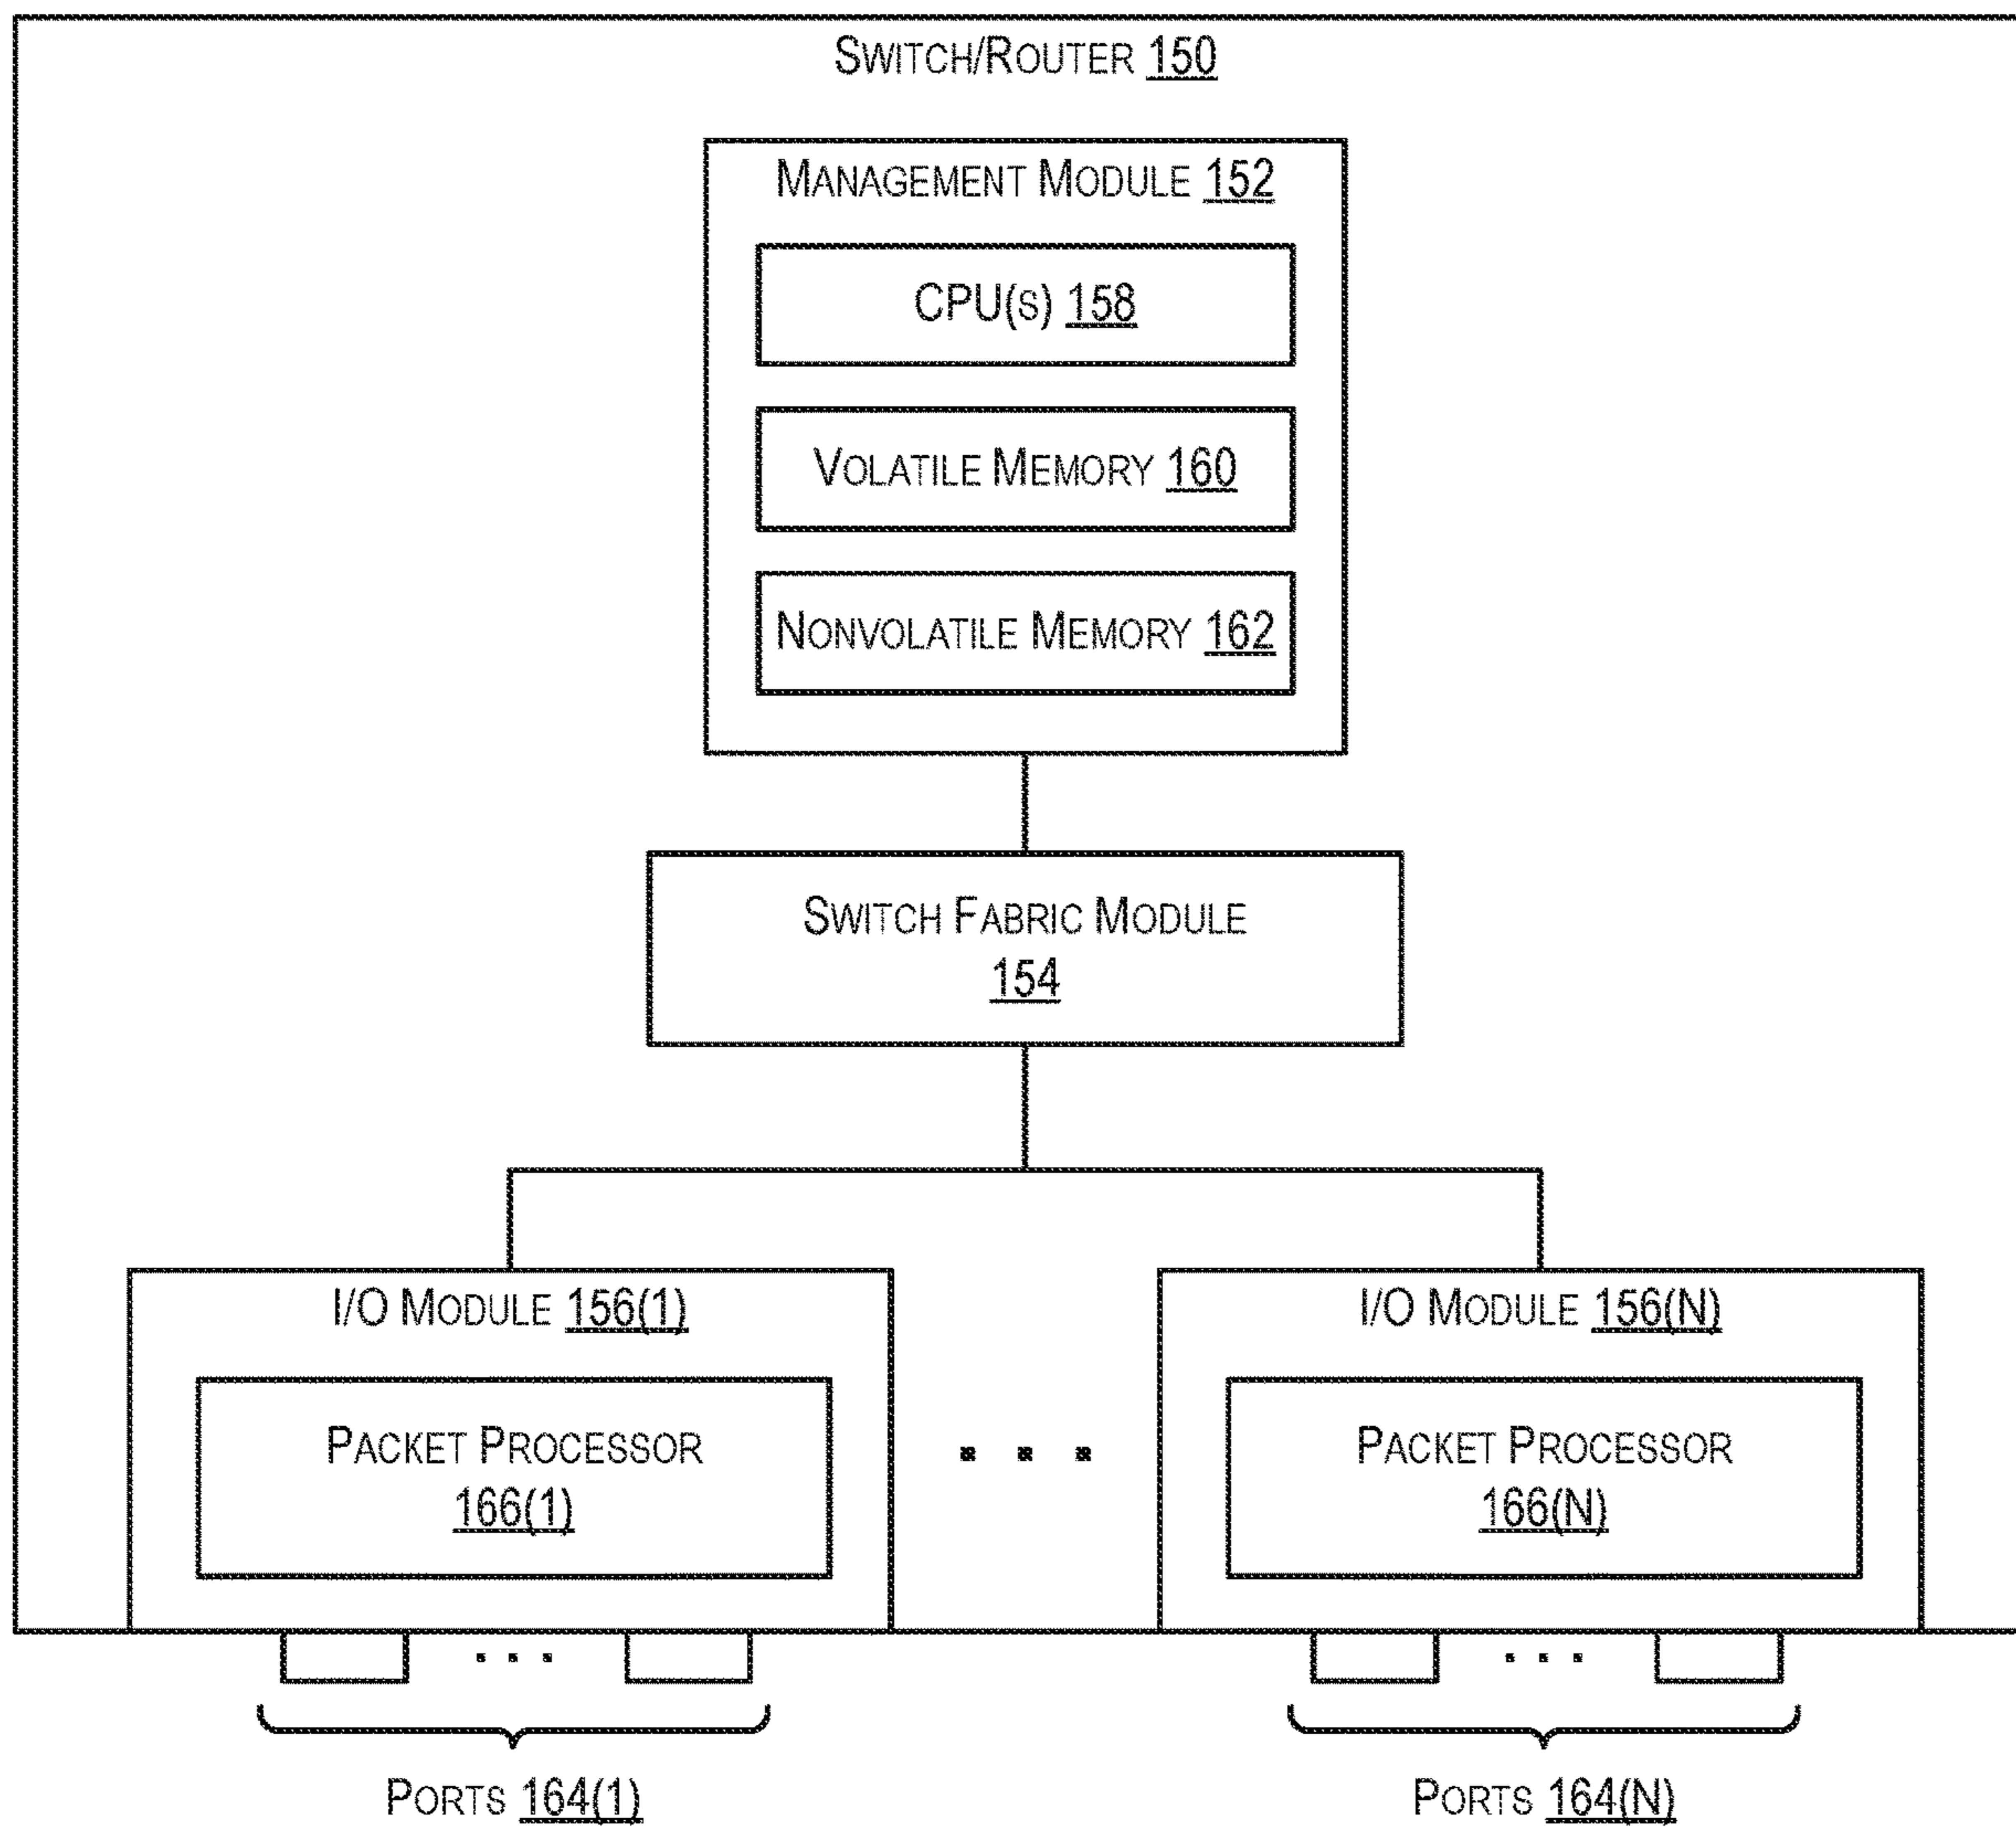 SWITCH/ROUTER 150
MANAGEMENT MODULE 152
CPU(S) 158
VOLATILE MEMORY 160
NONVOLATILE MEMORY 162
SWITCH FABRIC MODULE
154
I/O MODULE 156(1)
I/O MODULE 156(N)
PACKET PROCESSOR
166(1)
. . .
PACKET PROCESSOR
166(N)
. . .
. . .
PORTS 164(1)
PORTS 164(N)